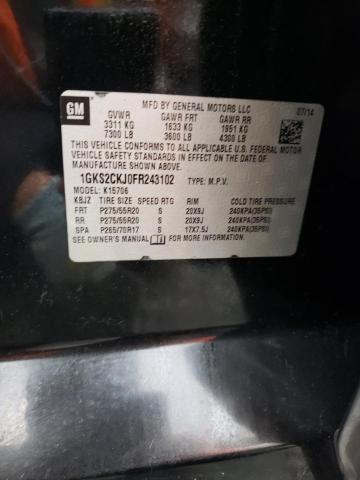 GM
MFD BY GENERAL MOTORS LLC
07/14
GVWR GAWR FRT GAWR RR
3311 KG 1633 KG 1951 KG
7300 LB 3600 LB 4300 LB
THIS VEHICLE CONFORMS TO ALL APPLICABLE U.S. FEDERAL MOTOR
VEHICLE SAFETY AND THEFT PREVENTION STANDARDS IN EFFECT ON
THE DATE OF MANUFACTURE SHOWN ABOVE.
1GKS2CKJ0FR243102 TYPE: M.P.V.
MODEL: K15706
KBJZ TIRE SIZE SPEED RTG RIM COLD TIRE PRESSURE
FRT P275/55R20 S 20X9J 240KPA(35PSI)
RR P275/55R20 S 20X9J 240KPA(35PSI)
SPA P265/70R17 S 17X7.5J 240KPA(35PSI)
SEE OWNER'S MANUAL FOR MORE INFORMATION.